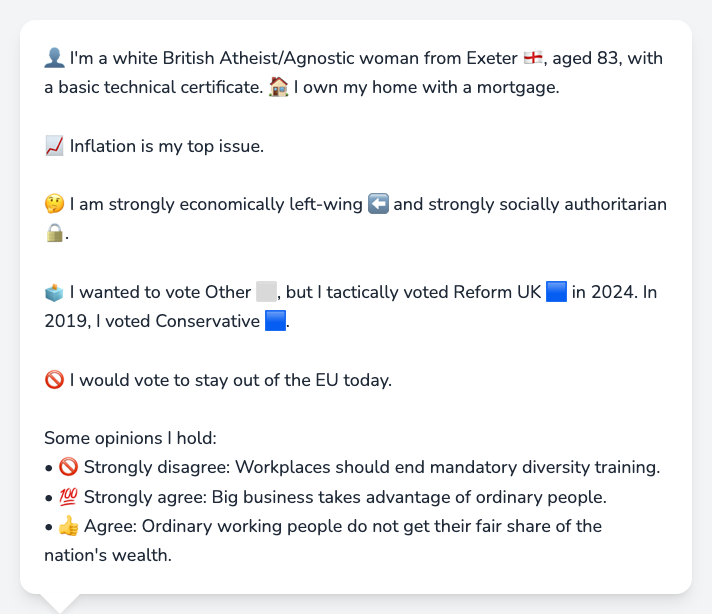 👤 I'm a white British Atheist/Agnostic woman from Exeter 🏴󠁧󠁢󠁥󠁮󠁧󠁿, aged 83, with
a basic technical certificate. 🏠 I own my home with a mortgage.
📈 Inflation is my top issue.
🤔 I am strongly economically left-wing ⬅️ and strongly socially authoritarian
🔒.
🗳️ I wanted to vote Other ⬜, but I tactically voted Reform UK 🟦 in 2024. In
2019, I voted Conservative 🟦.
🚫 I would vote to stay out of the EU today.
Some opinions I hold:
• 🚫 Strongly disagree: Workplaces should end mandatory diversity training.
• 💯 Strongly agree: Big business takes advantage of ordinary people.
• 👍 Agree: Ordinary working people do not get their fair share of the
nation's wealth.